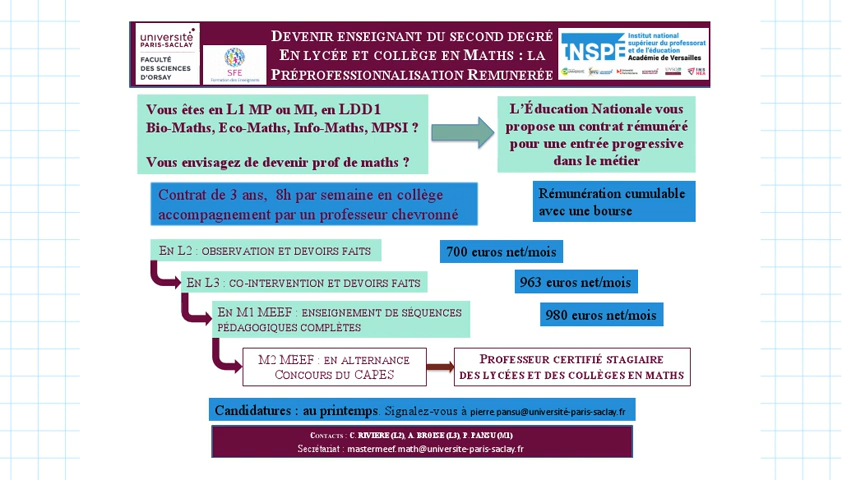 université
PARIS-SACLAY
FACULTÉ
DES SCIENCES
D'ORSAY
SFE
Formation des Enseignants
DEVENIR ENSEIGNANT DU SECOND DEGRÉ
EN LYCÉE ET COLLÈGE EN MATHS : LA
PRÉPROFESSIONNALISATION REMUNERÉE
INSPÉ
Institut national
supérieur du professorat
et de l'éducation
Académie de Versailles
Vous êtes en L1 MP ou MI, en LDD1
Bio-Maths, Eco-Maths, Info-Maths, MPSI ?
Vous envisagez de devenir prof de maths ?
L'Éducation Nationale vous
propose un contrat rémunéré
pour une entrée progressive
dans le métier
Contrat de 3 ans, 8h par semaine en collège
accompagnement par un professeur chevronné
Rémunération cumulable
avec une bourse
EN L2 : OBSERVATION ET DEVOIRS FAITS
700 euros net/mois
EN L3 : CO-INTERVENTION ET DEVOIRS FAITS
963 euros net/mois
EN M1 MEEF : ENSEIGNEMENT DE SÉQUENCES
PÉDAGOGIQUES COMPLÈTES
980 euros net/mois
M2 MEEF : EN ALTERNANCE
CONCOURS DU CAPES
PROFESSEUR CERTIFIÉ STAGIAIRE
DES LYCÉES ET DES COLLÈGES EN MATHS
Candidatures : au printemps. Signalez-vous à pierre.pansu@université-paris-saclay.fr
CONTACTS : C. RIVIERE (L2), A. BROISE (L3), P. PANSU (M1)
Secrétariat : mastermeef.math@universite-paris-saclay.fr